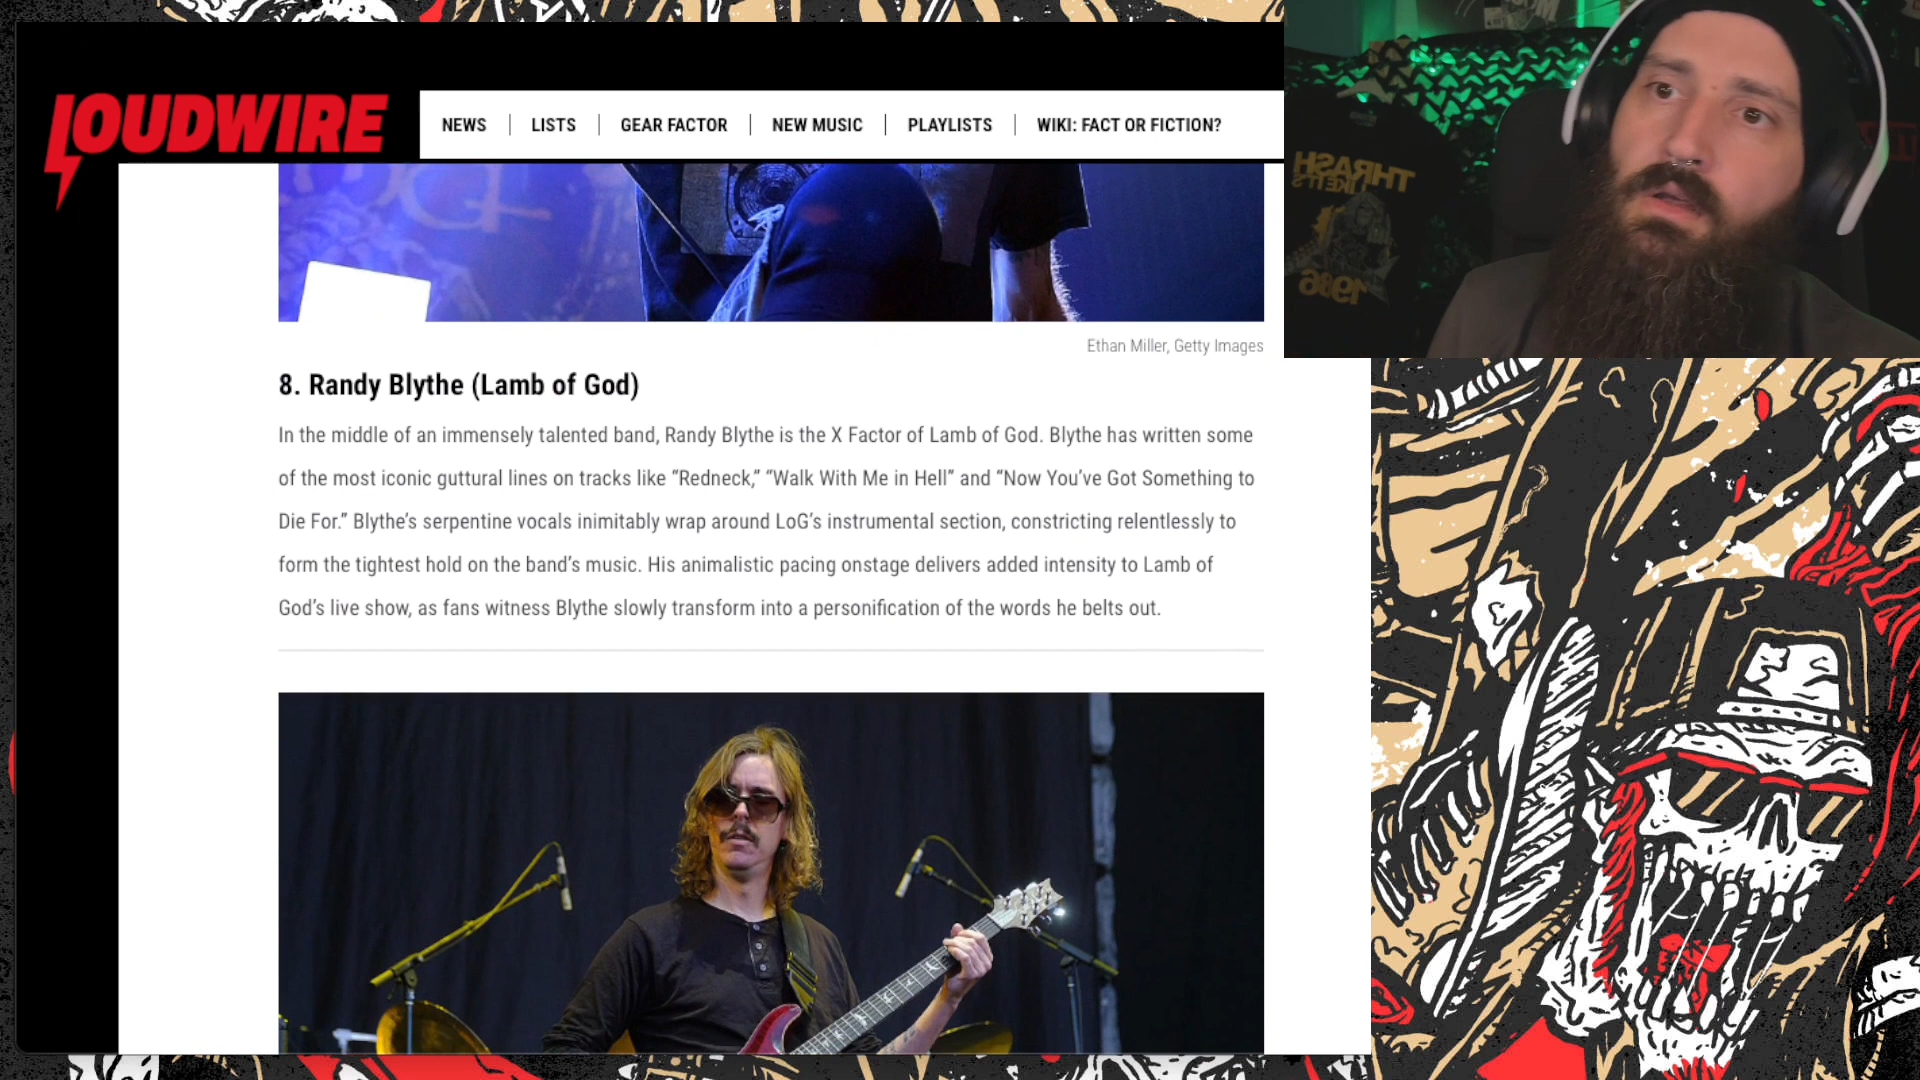 LOUDWIRE
NEWS
LISTS
GEAR FACTOR
NEW MUSIC
PLAYLISTS
WIKI: FACT OR FICTION?
THRASH
LIKE IT'S
1986
Ethan Miller, Getty Images
8. Randy Blythe (Lamb of God)
In the middle of an immensely talented band, Randy Blythe is the X Factor of Lamb of God. Blythe has written some
of the most iconic guttural lines on tracks like “Redneck,” “Walk With Me in Hell” and “Now You’ve Got Something to
Die For.” Blythe’s serpentine vocals inimitably wrap around LoG’s instrumental section, constricting relentlessly to
form the tightest hold on the band’s music. His animalistic pacing onstage delivers added intensity to Lamb of
God’s live show, as fans witness Blythe slowly transform into a personification of the words he belts out.